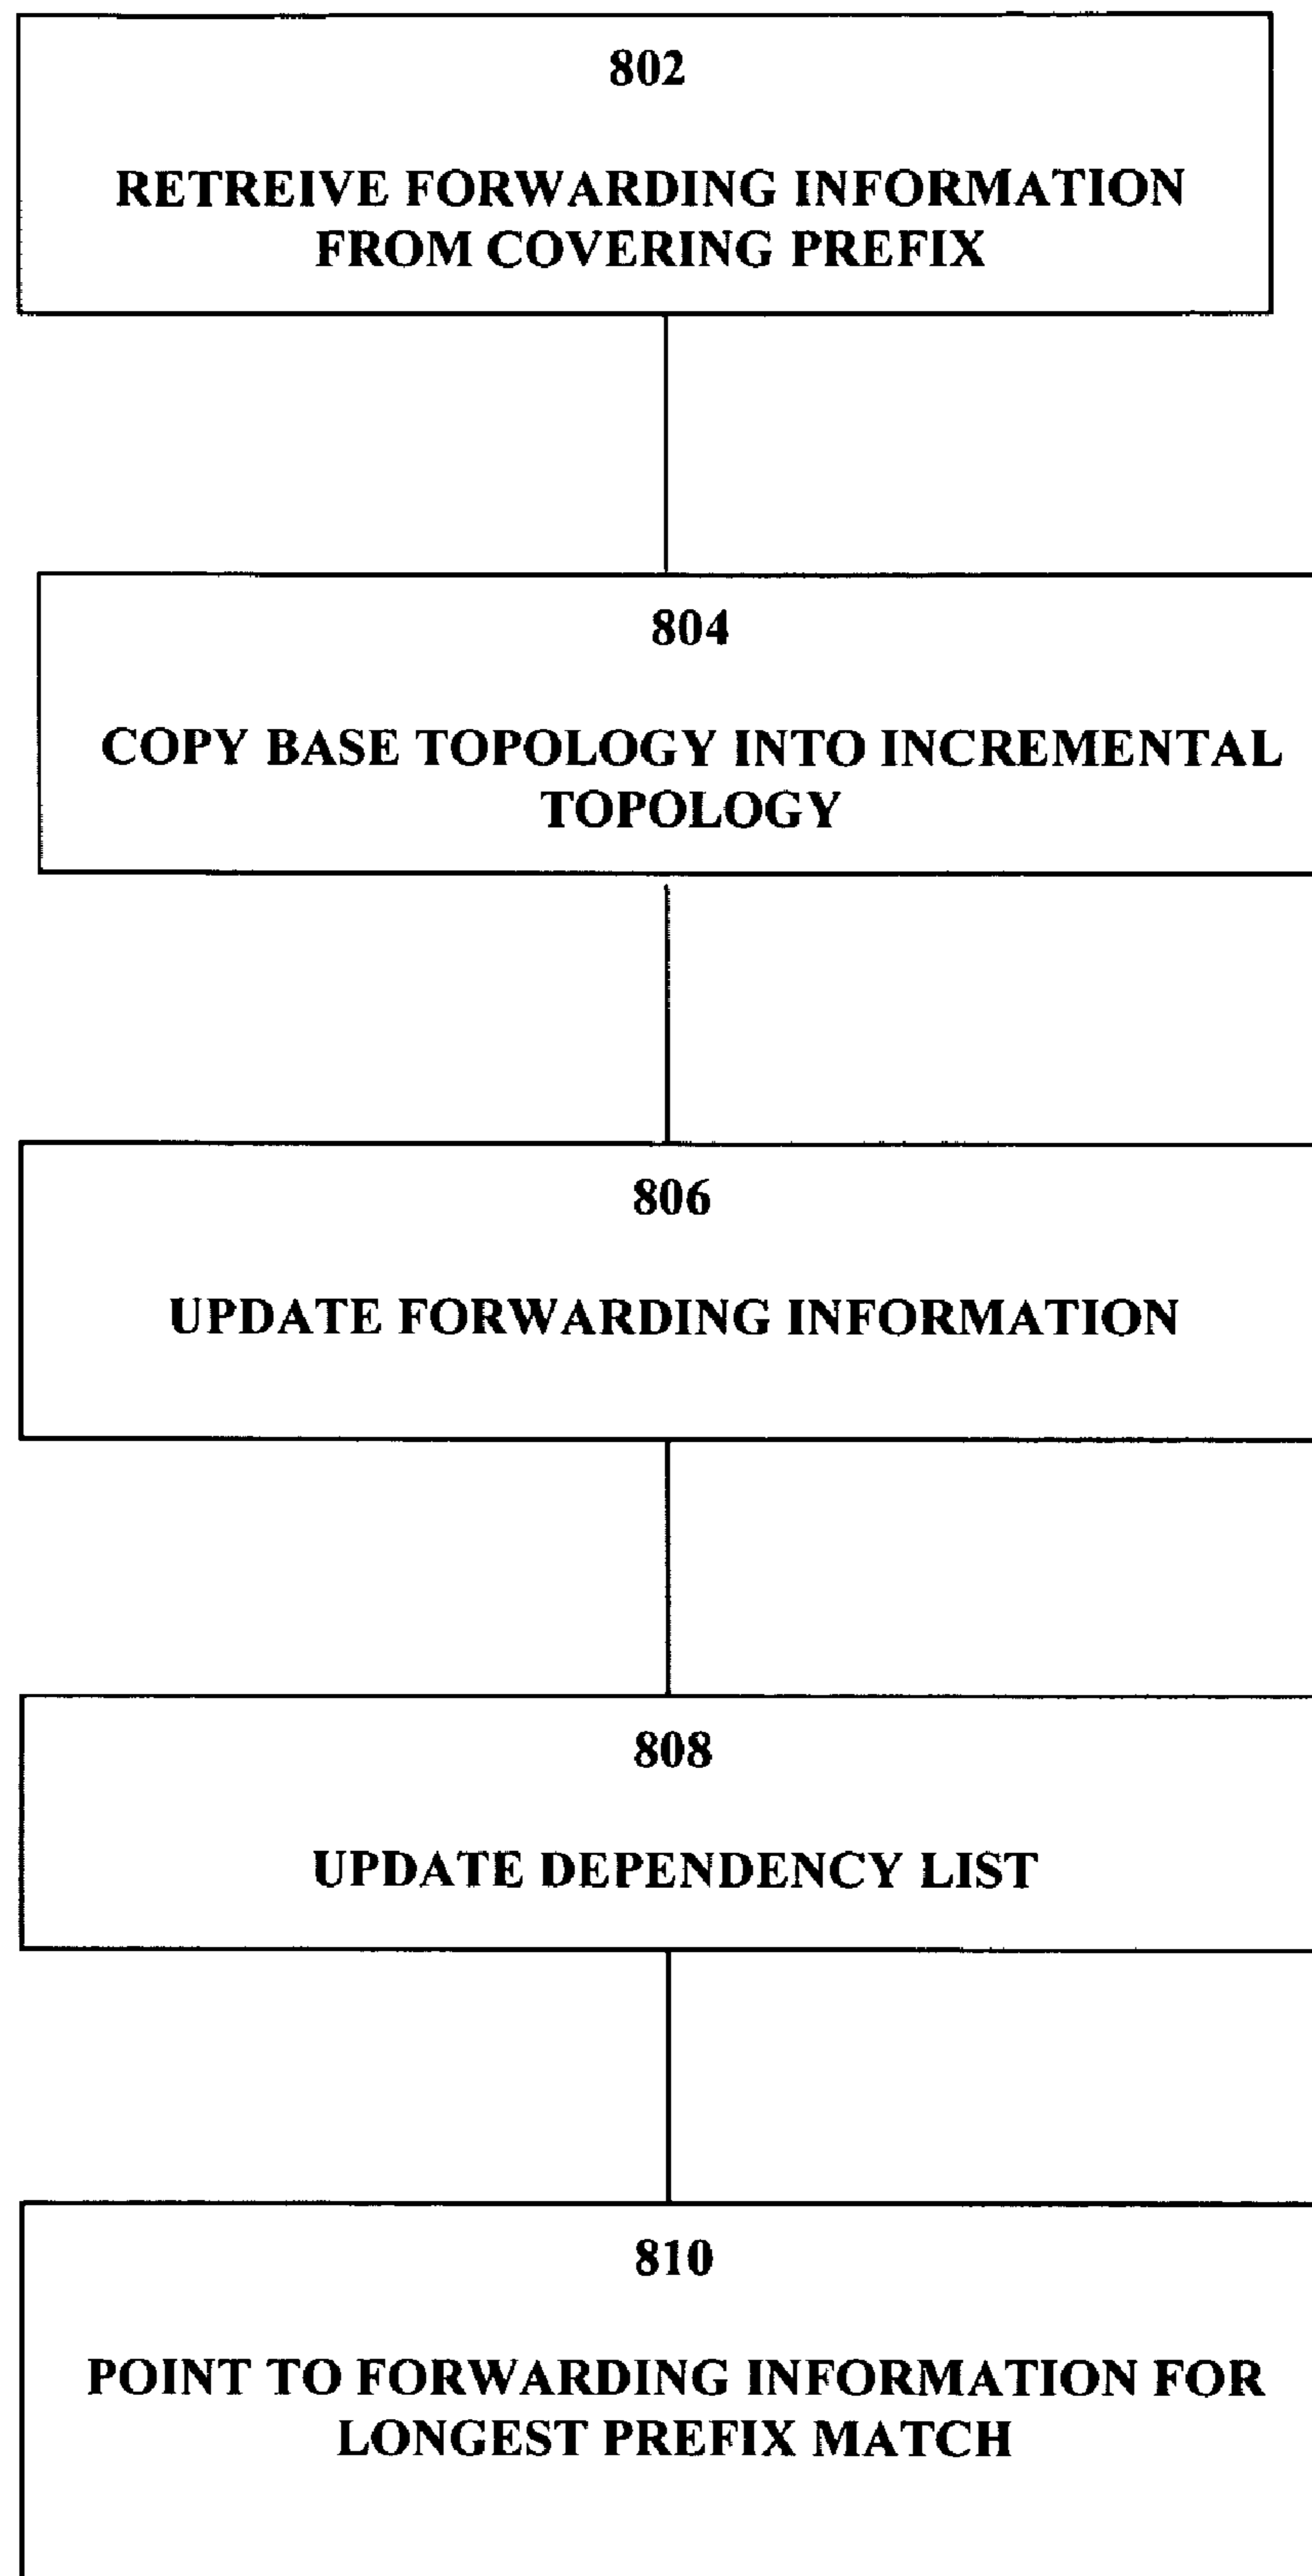 802
RETREIVE FORWARDING INFORMATION
FROM COVERING PREFIX
804
COPY BASE TOPOLOGY INTO INCREMENTAL
TOPOLOGY
806
UPDATE FORWARDING INFORMATION
808
UPDATE DEPENDENCY LIST
810
POINT TO FORWARDING INFORMATION FOR
LONGEST PREFIX MATCH